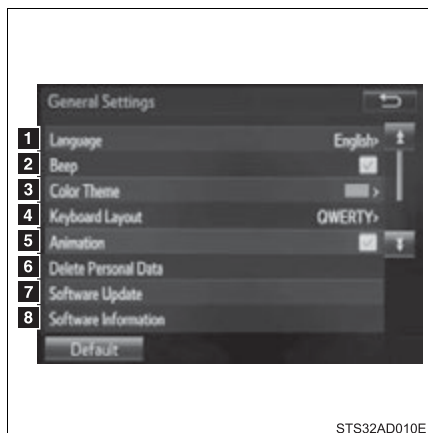 General Settings
1 Language English>
2 Beep
3 Color Theme >
4 Keyboard Layout QWERTY>
5 Animation
6 Delete Personal Data
7 Software Update
8 Software Information
Default
STS32AD010E